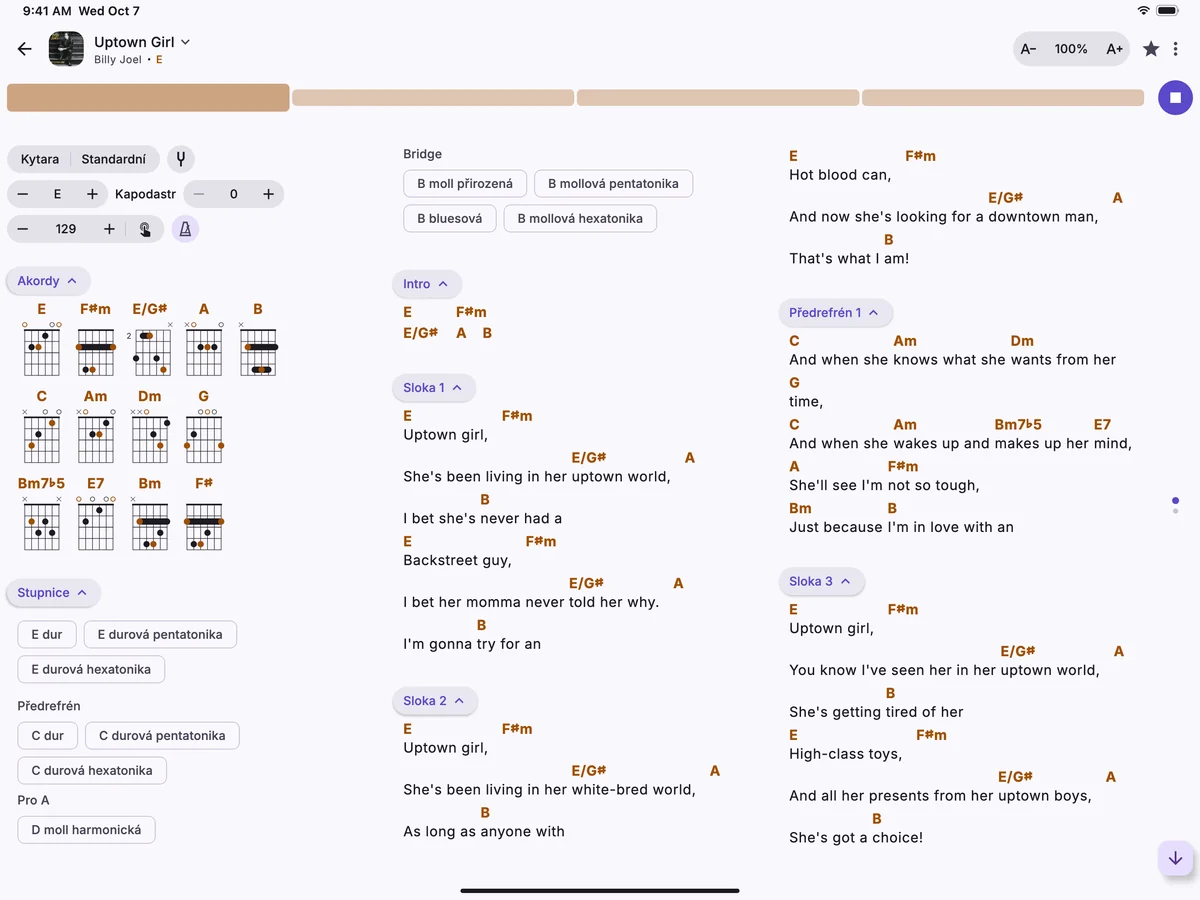 9:41 AM Wed Oct 7
Uptown Girl
Billy Joel • E
A− 100% A+
Kytara Standardní
− E + Kapodastr − 0 +
− 129 +
Akordy
E F#m E/G# A B
2
C Am Dm G
Bm7♭5 E7 Bm F#
Stupnice
E dur E durová pentatonika
E durová hexatonika
Předrefrén
C dur C durová pentatonika
C durová hexatonika
Pro A
D moll harmonická
Bridge
B moll přirozená B mollová pentatonika
B bluesová B mollová hexatonika
Intro
E F#m
E/G# A B
Sloka 1
E F#m
Uptown girl,
E/G# A
She's been living in her uptown world,
B
I bet she's never had a
E F#m
Backstreet guy,
E/G# A
I bet her momma never told her why.
B
I'm gonna try for an
Sloka 2
E F#m
Uptown girl,
E/G# A
She's been living in her white-bred world,
B
As long as anyone with
E F#m
Hot blood can,
E/G# A
And now she's looking for a downtown man,
B
That's what I am!
Předrefrén 1
C Am Dm
And when she knows what she wants from her
G
time,
C Am Bm7♭5 E7
And when she wakes up and makes up her mind,
A F#m
She'll see I'm not so tough,
Bm B
Just because I'm in love with an
Sloka 3
E F#m
Uptown girl,
E/G# A
You know I've seen her in her uptown world,
B
She's getting tired of her
E F#m
High-class toys,
E/G# A
And all her presents from her uptown boys,
B
She's got a choice!